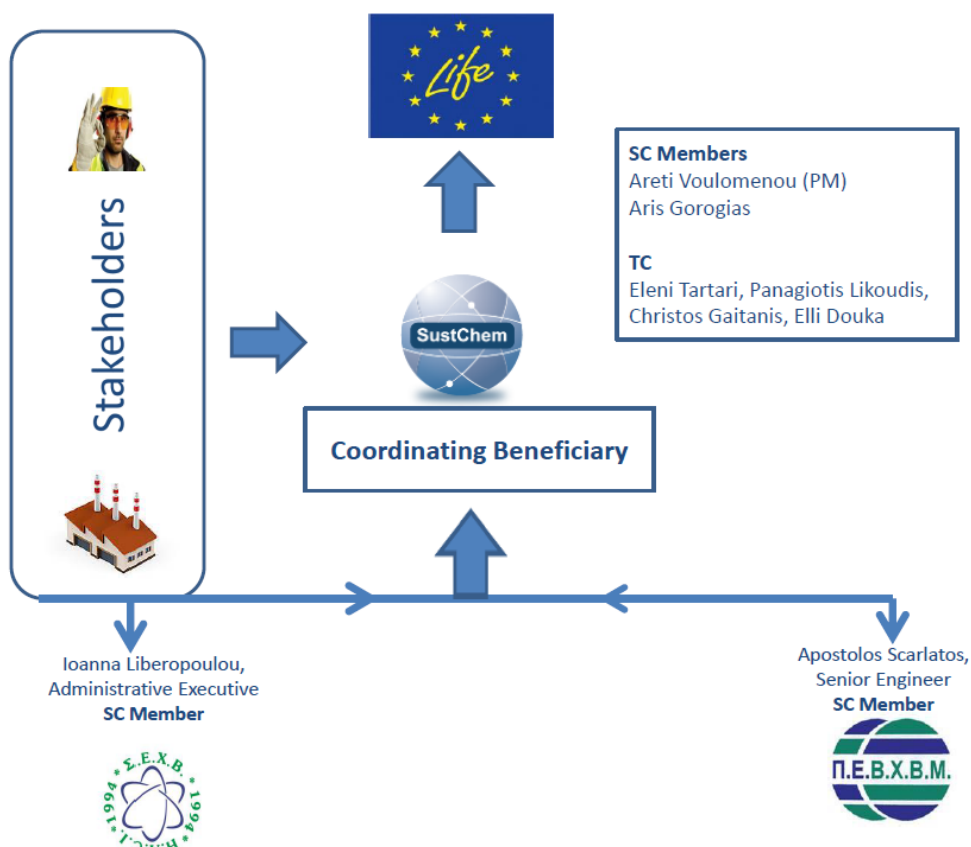 Life
SC Members
Areti Voulomenou (PM)
Aris Gorogias
TC
Eleni Tartari, Panagiotis Likoudis,
Christos Gaitanis, Elli Douka
Stakeholders
SustChem
Coordinating Beneficiary
Ioanna Liberopoulou,
Administrative Executive
SC Member
Apostolos Scarlatos,
Senior Engineer
SC Member
* Σ.Ε.Χ.Β. *
1994 * 1994
Π.Ε.Β.Χ.Β.Μ.